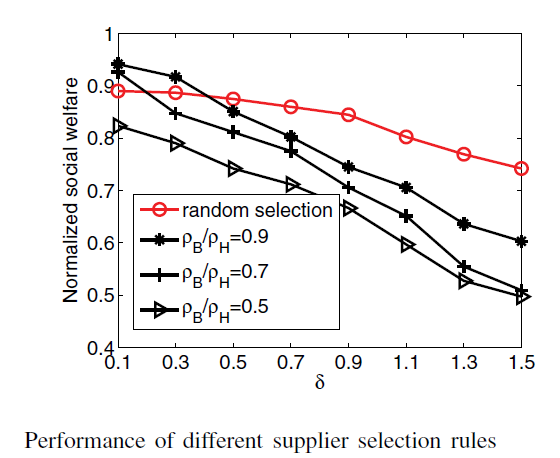 Normalized social welfare
1
0.9
0.8
0.7
0.6
0.5
0.4
random selection
ρB/ρH=0.9
ρB/ρH=0.7
ρB/ρH=0.5
0.1 0.3 0.5 0.7 0.9 1.1 1.3 1.5
δ
Performance of different supplier selection rules